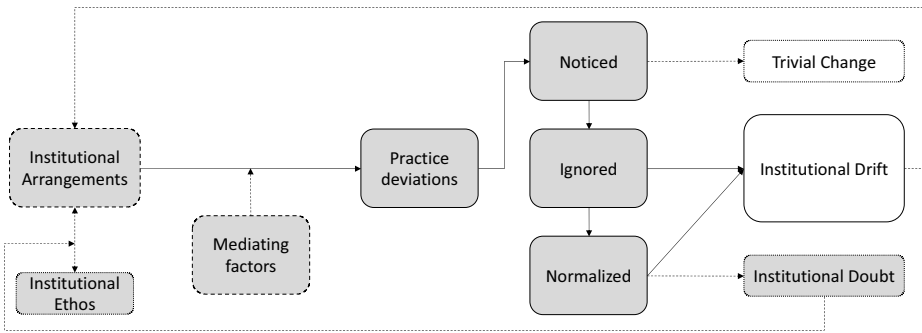 Noticed
Trivial Change
Institutional
Arrangements
Practice
deviations
Ignored
Institutional Drift
Mediating
factors
Normalized
Institutional Doubt
Institutional
Ethos